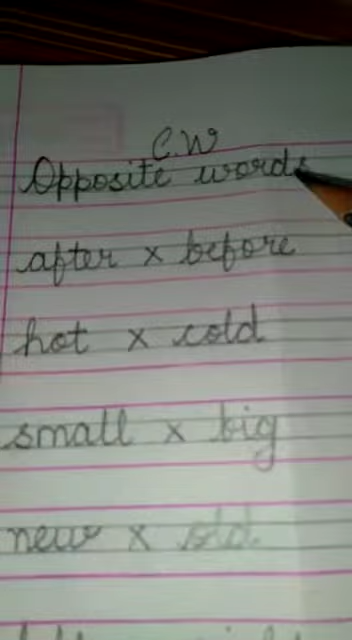 C.W
Opposite words
after x before
hot x cold
small x big
new x old